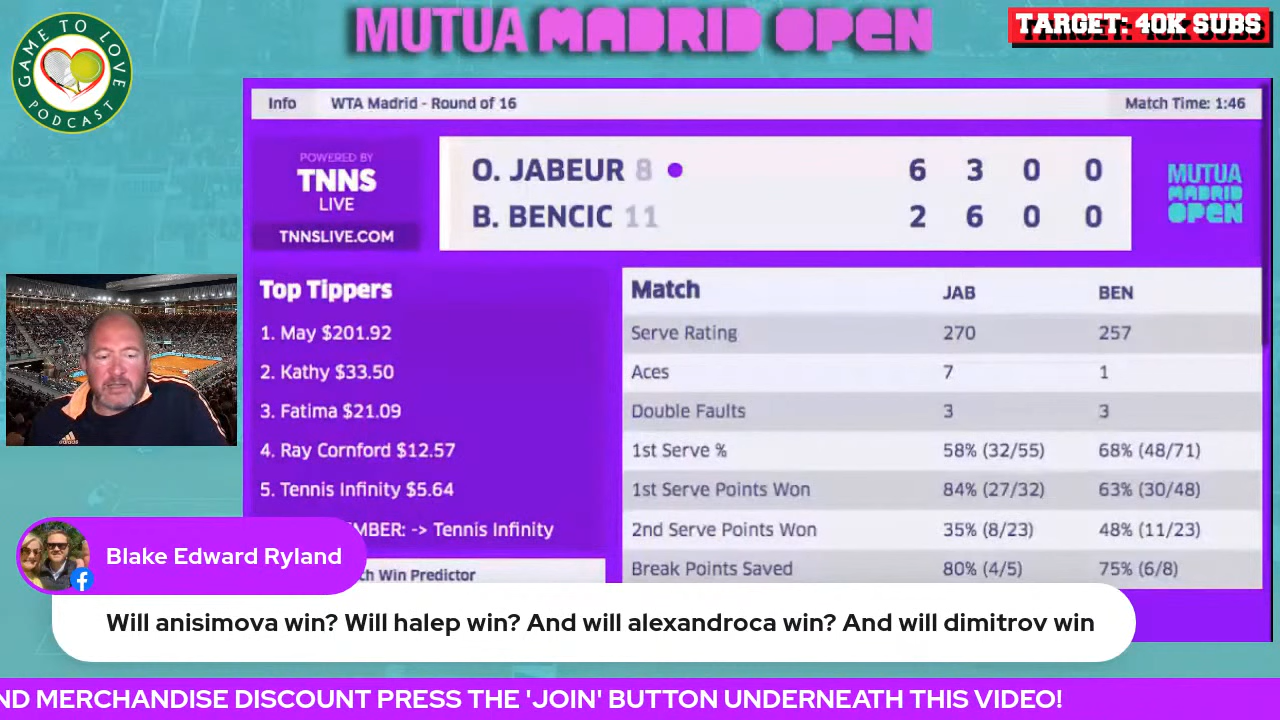 GAME TO LOVE
PODCAST
MUTUA MADRID OPEN
TARGET: 40K SUBS
Info WTA Madrid - Round of 16 Match Time: 1:46
POWERED BY
TNNS
LIVE
TNNSLIVE.COM
O. JABEUR 8 6 3 0 0
B. BENCIC 11 2 6 0 0
MUTUA
MADRID
OPEN
Top Tippers
1. May $201.92
2. Kathy $33.50
3. Fatima $21.09
4. Ray Cornford $12.57
5. Tennis Infinity $5.64
MBER: -> Tennis Infinity
ch Win Predictor
Match JAB BEN
Serve Rating 270 257
Aces 7 1
Double Faults 3 3
1st Serve % 58% (32/55) 68% (48/71)
1st Serve Points Won 84% (27/32) 63% (30/48)
2nd Serve Points Won 35% (8/23) 48% (11/23)
Break Points Saved 80% (4/5) 75% (6/8)
Blake Edward Ryland
Will anisimova win? Will halep win? And will alexandroca win? And will dimitrov win
ND MERCHANDISE DISCOUNT PRESS THE 'JOIN' BUTTON UNDERNEATH THIS VIDEO!